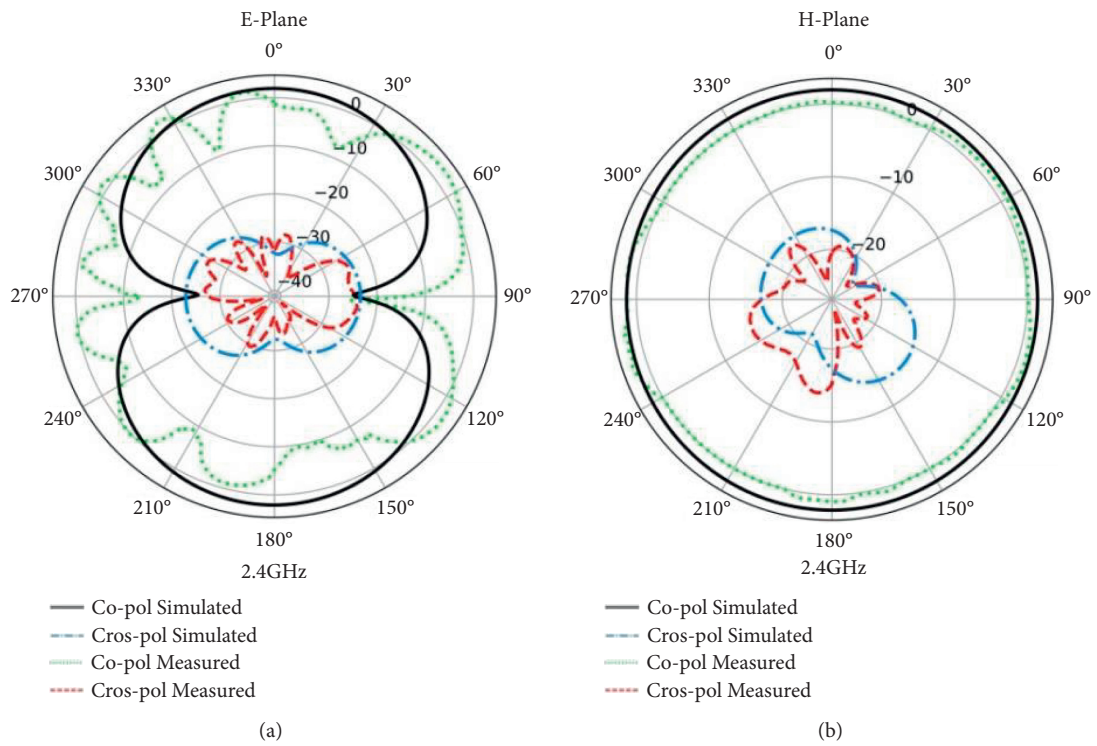 E-Plane
0°
330°
30°
0
300°
-10
60°
-20
-30
-40
270°
90°
240°
120°
210°
150°
180°
2.4GHz
Co-pol Simulated
Cros-pol Simulated
Co-pol Measured
Cros-pol Measured
(a)
H-Plane
0°
330°
30°
0
300°
-10
60°
-20
270°
90°
240°
120°
210°
150°
180°
2.4GHz
Co-pol Simulated
Cros-pol Simulated
Co-pol Measured
Cros-pol Measured
(b)